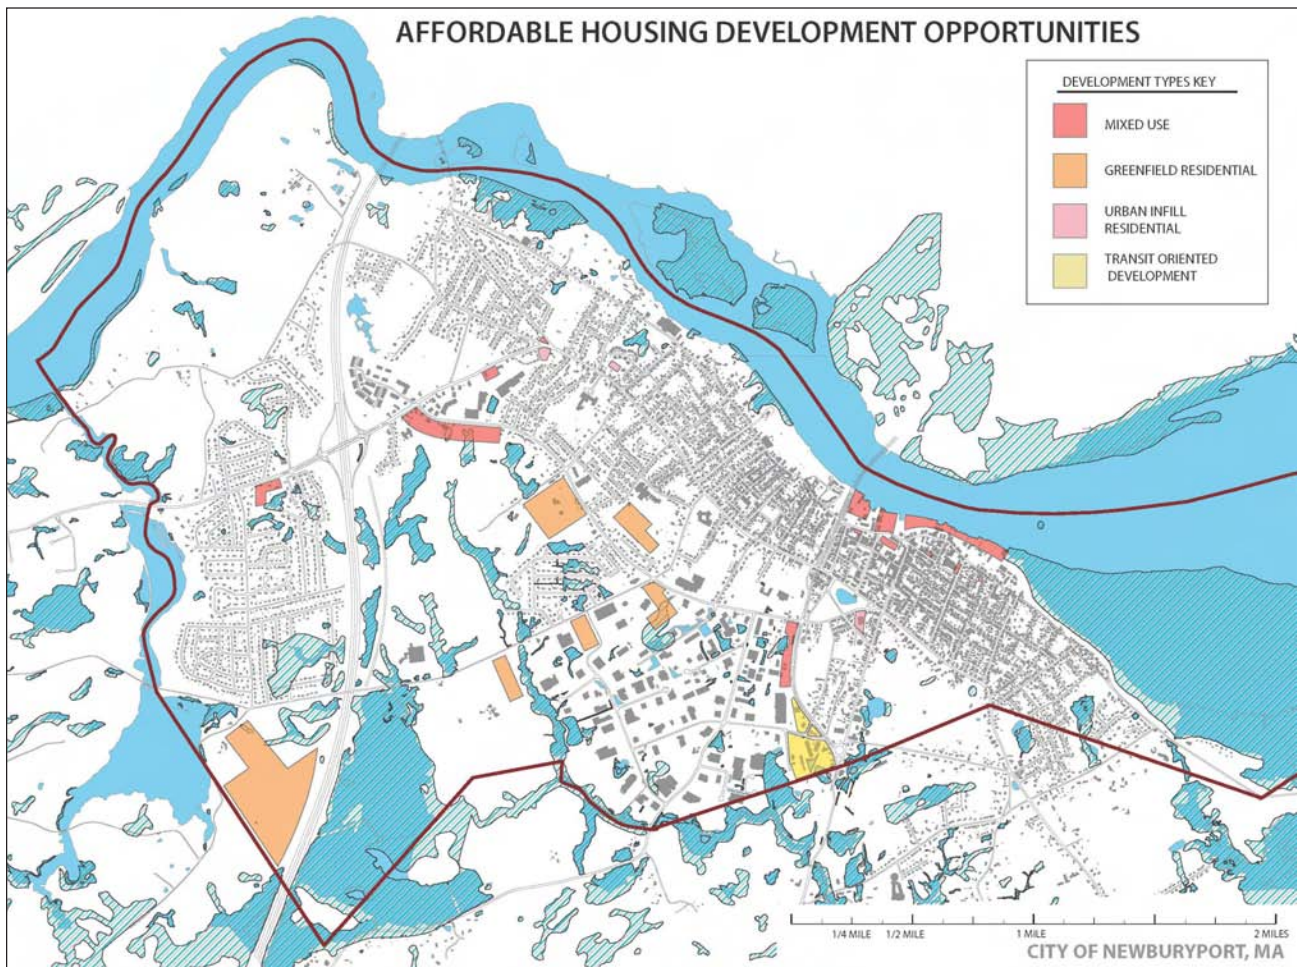 AFFORDABLE HOUSING DEVELOPMENT OPPORTUNITIES
DEVELOPMENT TYPES KEY
MIXED USE
GREENFIELD RESIDENTIAL
URBAN INFILL
RESIDENTIAL
TRANSIT ORIENTED
DEVELOPMENT
1/4 MILE 1/2 MILE 1 MILE 2 MILES
CITY OF NEWBURYPORT, MA